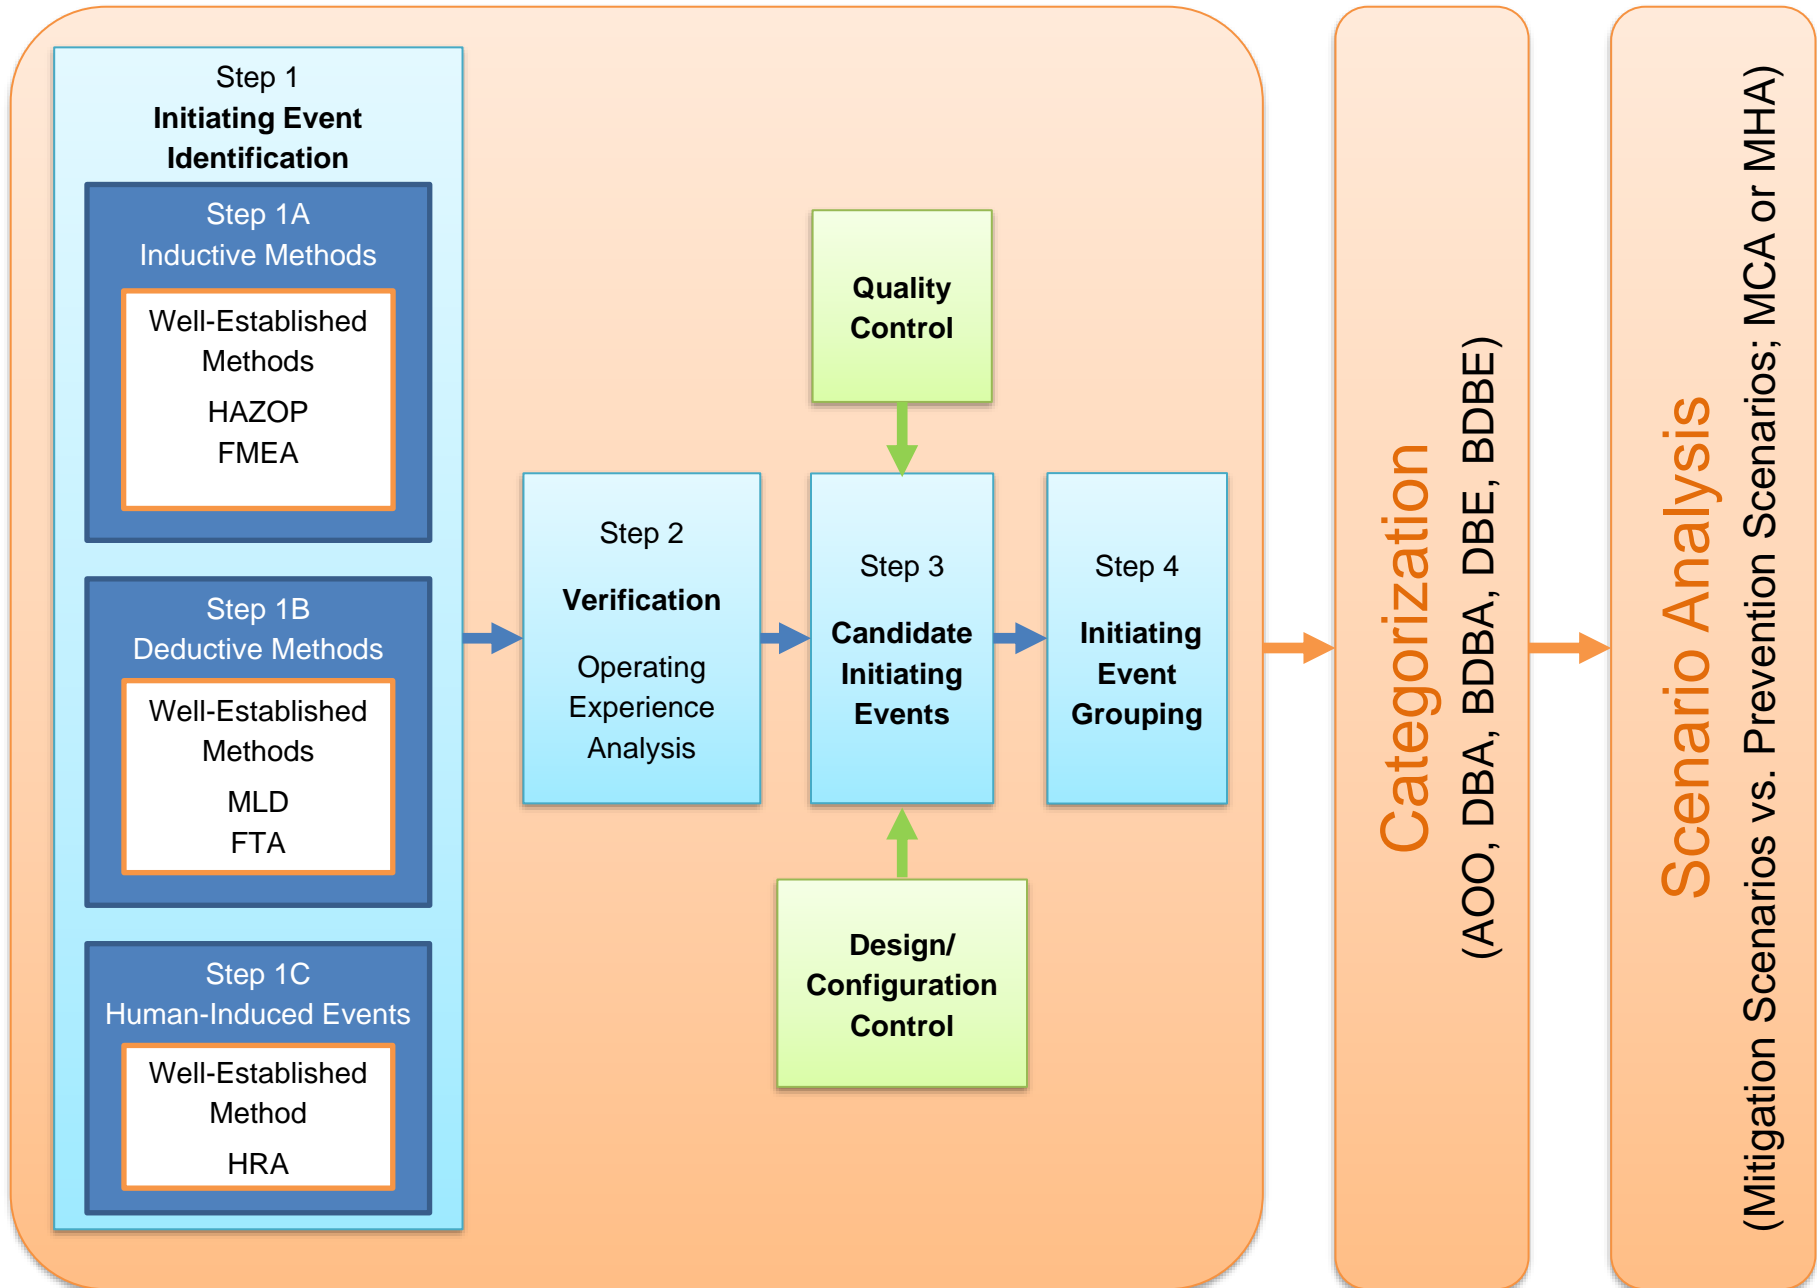 Step 1
Initiating Event
Identification
Step 1A
Inductive Methods
Well-Established
Methods
HAZOP
FMEA
Step 1B
Deductive Methods
Well-Established
Methods
MLD
FTA
Step 1C
Human-Induced Events
Well-Established
Method
HRA
Step 2
Verification
Operating
Experience
Analysis
Quality
Control
Step 3
Candidate
Initiating
Events
Design/
Configuration
Control
Step 4
Initiating
Event
Grouping
Categorization
(AOO, DBA, BDBA, DBE, BDBE)
Scenario Analysis
(Mitigation Scenarios vs. Prevention Scenarios; MCA or MHA)